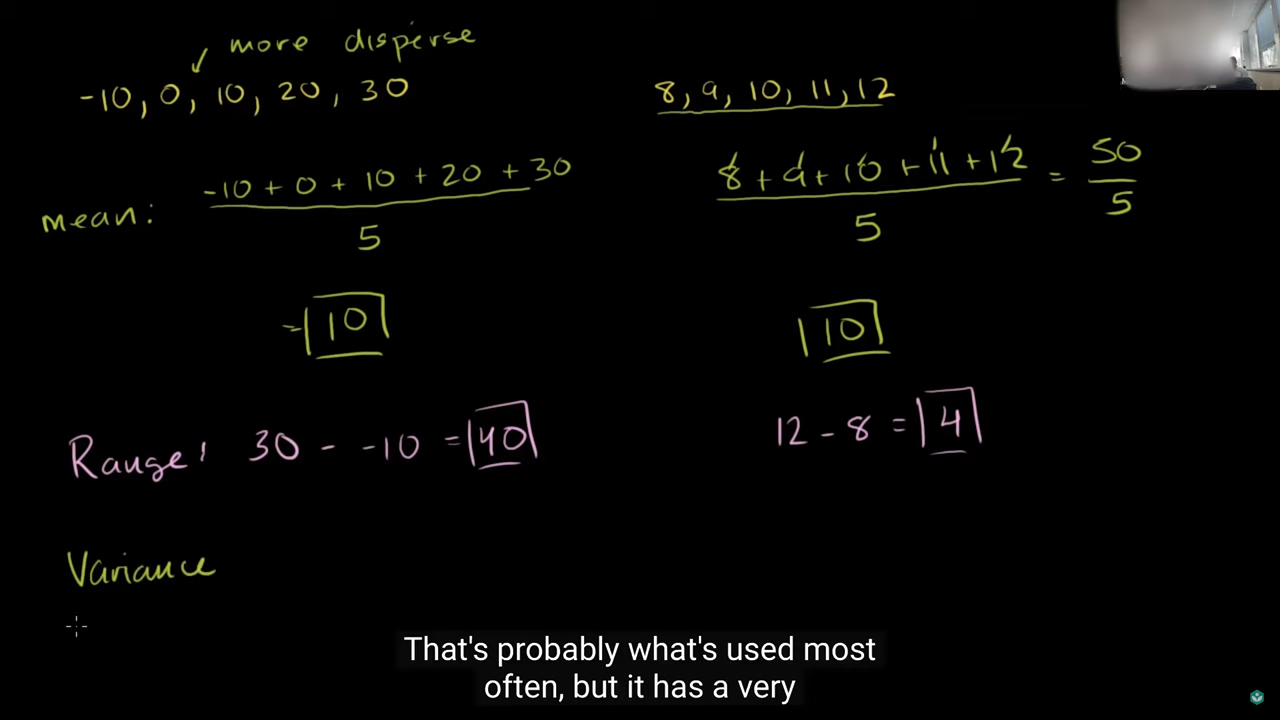 more disperse
-10, 0, 10, 20, 30
8, 9, 10, 11, 12
mean: -10 + 0 + 10 + 20 + 30
5
8 + 9 + 10 + 11 + 12 = 50
5 5
= 10
10
Range: 30 - -10 = 40
12 - 8 = 4
Variance
That's probably what's used most
often, but it has a very